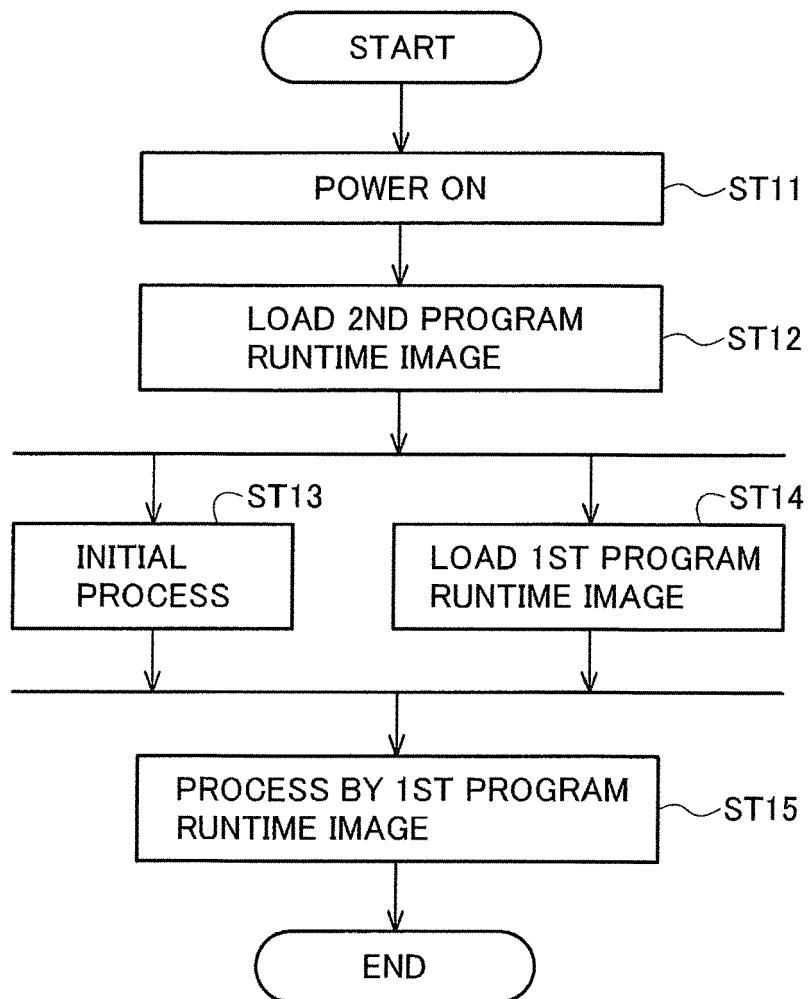 START
POWER ON
ST11
LOAD 2ND PROGRAM
RUNTIME IMAGE
ST12
ST13
INITIAL
PROCESS
ST14
LOAD 1ST PROGRAM
RUNTIME IMAGE
PROCESS BY 1ST PROGRAM
RUNTIME IMAGE
ST15
END